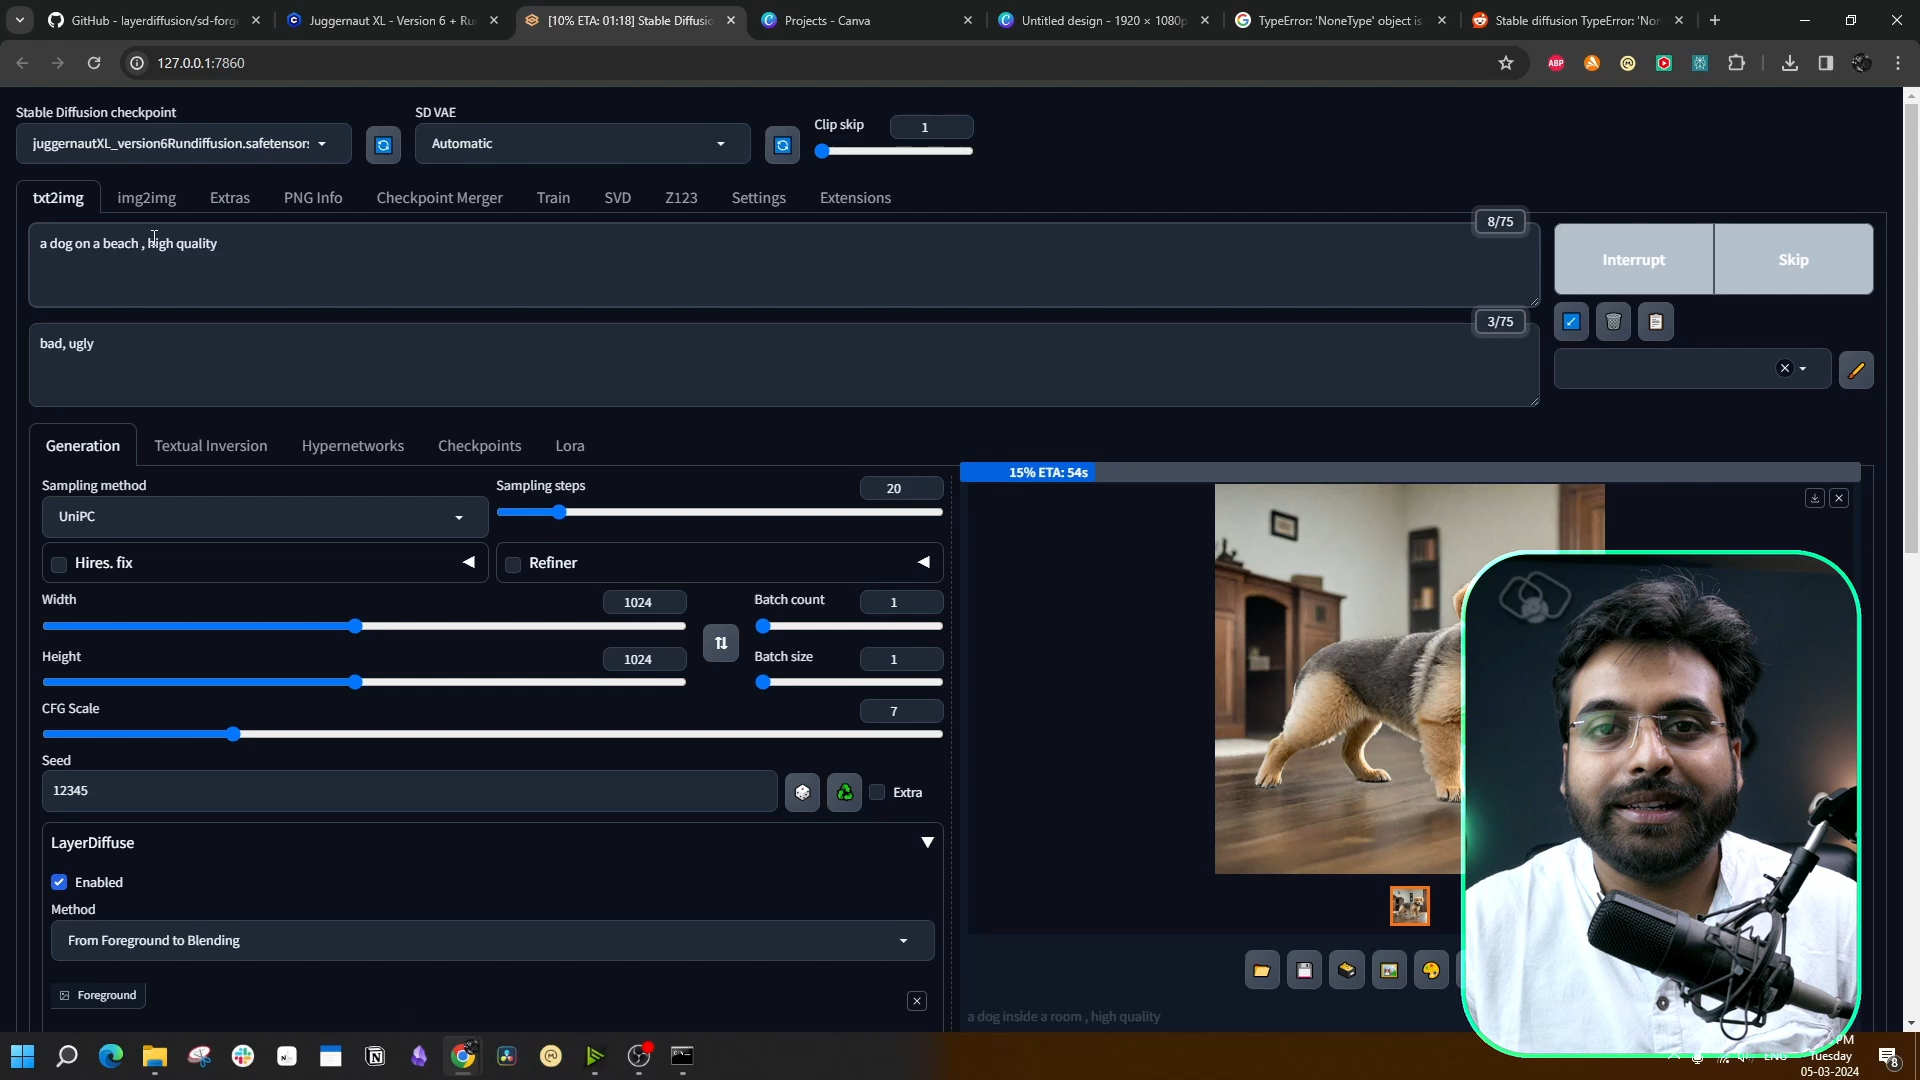 GitHub - layerdiffusion/sd-forg
Juggernaut XL - Version 6 + Ru
[10% ETA: 01:18] Stable Diffusio
Projects - Canva
Untitled design - 1920 × 1080p
TypeError: 'NoneType' object is
Stable diffusion TypeError: 'Non
127.0.0.1:7860
ABP
Stable Diffusion checkpoint
SD VAE
Clip skip
1
juggernautXL_version6Rundiffusion.safetensor
Automatic
txt2img
img2img
Extras
PNG Info
Checkpoint Merger
Train
SVD
Z123
Settings
Extensions
8/75
a dog on a beach , high quality
Interrupt
Skip
3/75
bad, ugly
Generation
Textual Inversion
Hypernetworks
Checkpoints
Lora
15% ETA: 54s
Sampling method
Sampling steps
20
UniPC
Hires. fix
Refiner
Width
1024
Batch count
1
Height
1024
Batch size
1
CFG Scale
7
Seed
12345
Extra
LayerDiffuse
Enabled
Method
From Foreground to Blending
Foreground
a dog inside a room , high quality
PM
ENG
Tuesday
05-03-2024
8